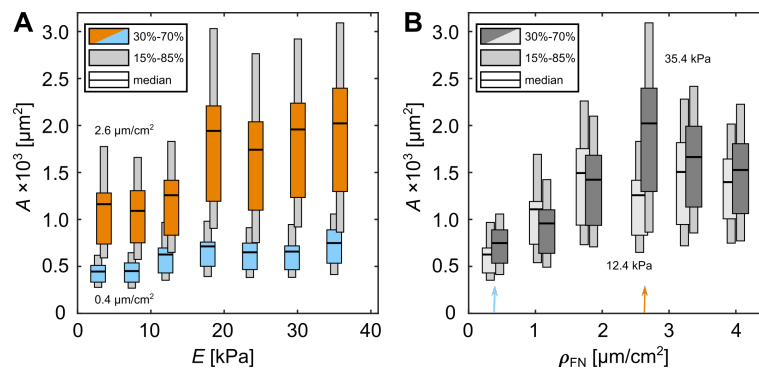 A
B
30%-70%
15%-85%
median
30%-70%
15%-85%
median
3.0
2.5
2.0
1.5
1.0
0.5
0
A ×10³ [µm²]
2.6 µm/cm²
0.4 µm/cm²
0 10 20 30 40
E [kPa]
3.0
2.5
2.0
1.5
1.0
0.5
0
A ×10³ [µm²]
35.4 kPa
12.4 kPa
0 1 2 3 4
ρFN [µm/cm²]